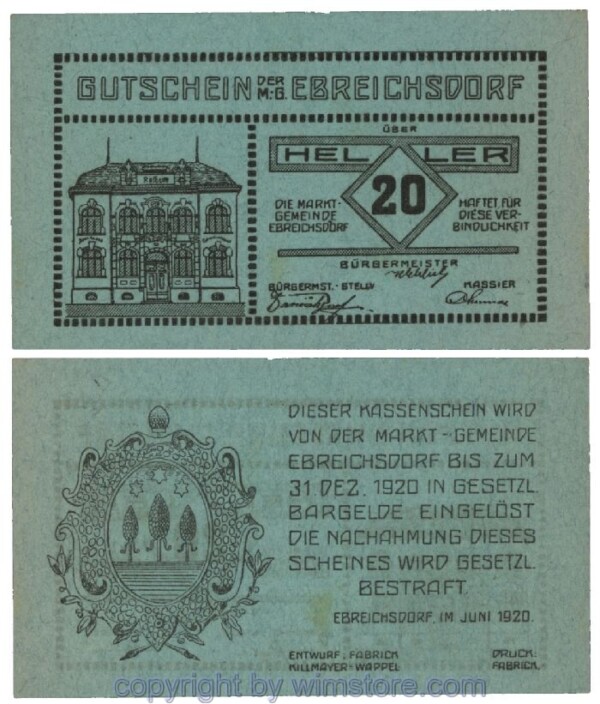 GUTSCHEIN DER M.-G. EBREICHSDORF
ÜBER
HELLER
20
DIE MARKT-
GEMEINDE
EBREICHSDORF
HAFTET FÜR
DIESE VER-
BINDLICHKEIT
BÜRGERMEISTER
BÜRGERMST.-STELLV.
KASSIER
DIESER KASSENSCHEIN WIRD
VON DER MARKT-GEMEINDE
EBREICHSDORF BIS ZUM
31 DEZ. 1920 IN GESETZL.
BARGELDE EINGELÖST
DIE NACHAHMUNG DIESES
SCHEINES WIRD GESETZL.
BESTRAFT.
EBREICHSDORF, IM JUNI 1920.
ENTWURF: FABRICK
KILLMAYER-WAPPEL
DRUCK:
FABRICK.
copyright by wimstore.com